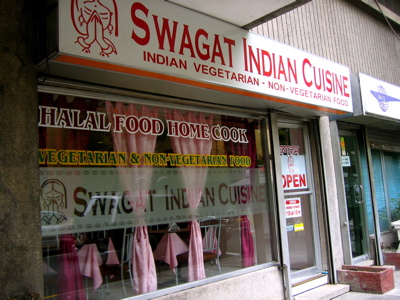 SWAGAT INDIAN CUISINE
INDIAN VEGETARIAN - NON-VEGETARIAN FOOD
HALAL FOOD HOME COOK
VEGETARIAN & NON-VEGETARIAN FOOD
SWAGAT INDIAN CUISINE
OPEN